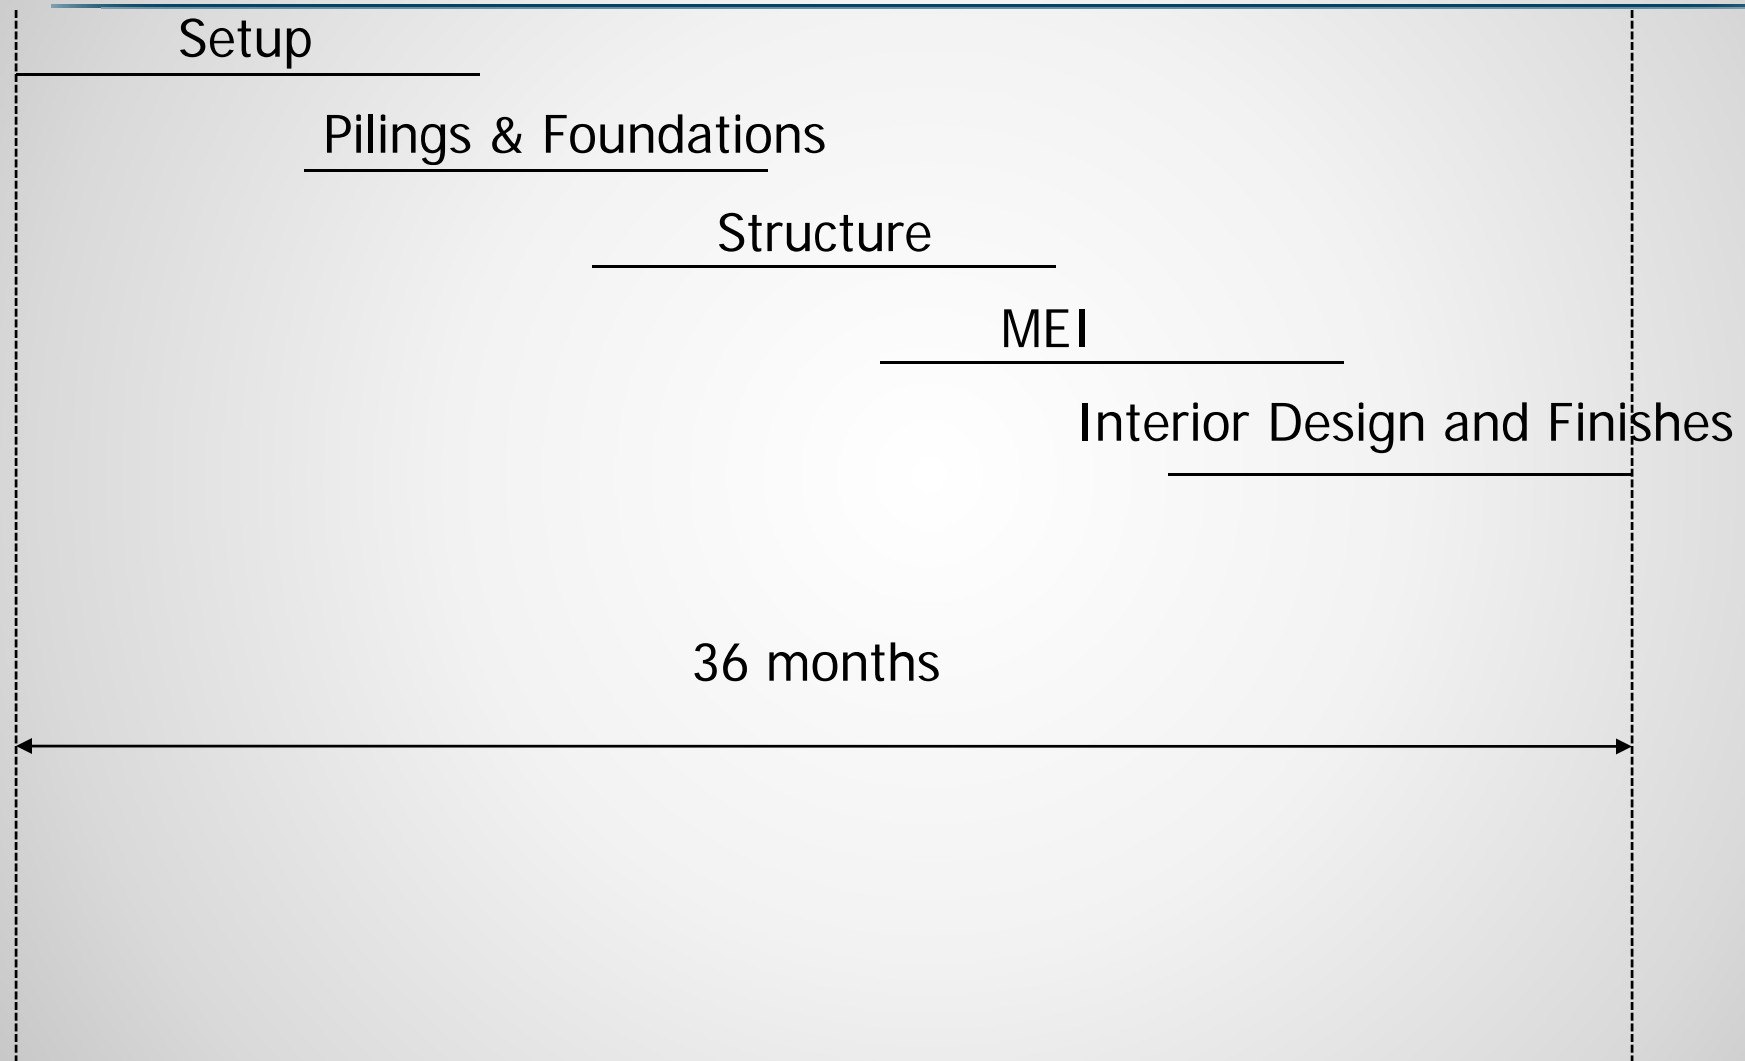 Setup
Pilings & Foundations
Structure
MEI
Interior Design and Finishes
36 months